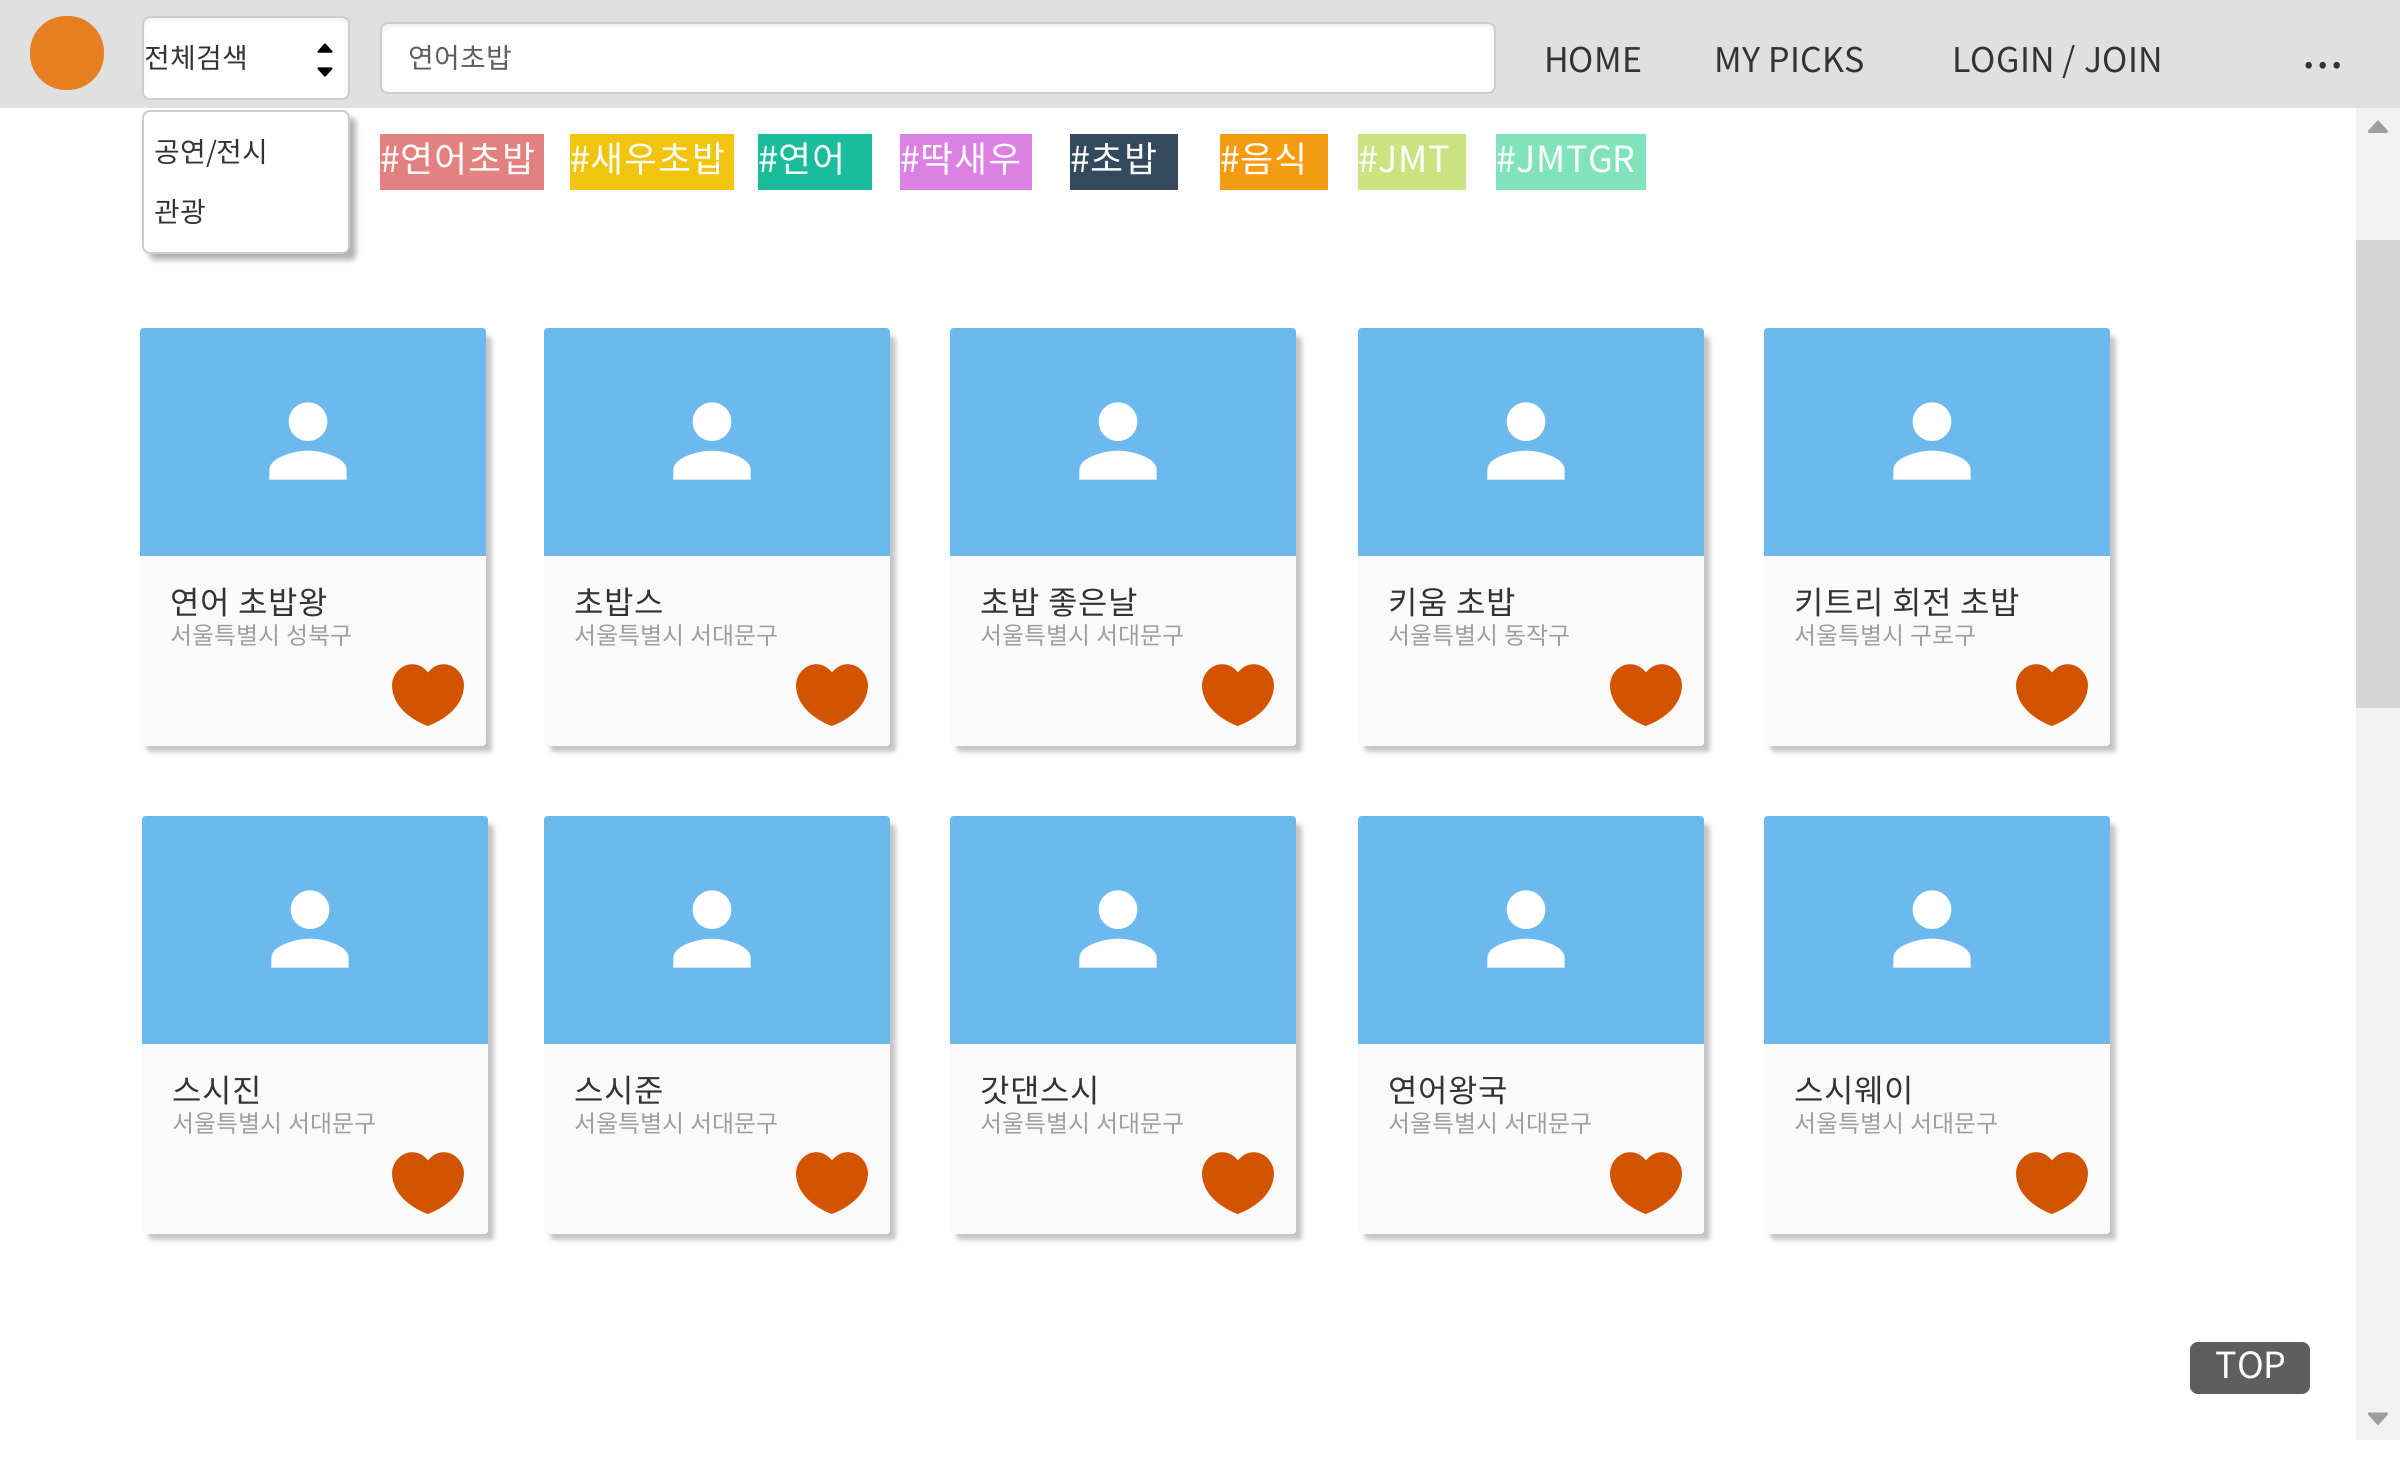 전체검색
연어초밥
HOME
MY PICKS
LOGIN / JOIN
...
공연/전시
관광
#연어초밥
#새우초밥
#연어
#딱새우
#초밥
#음식
#JMT
#JMTGR
연어 초밥왕
서울특별시 성북구
초밥스
서울특별시 서대문구
초밥 좋은날
서울특별시 서대문구
키움 초밥
서울특별시 동작구
키트리 회전 초밥
서울특별시 구로구
스시진
서울특별시 서대문구
스시준
서울특별시 서대문구
갓댄스시
서울특별시 서대문구
연어왕국
서울특별시 서대문구
스시웨이
서울특별시 서대문구
TOP